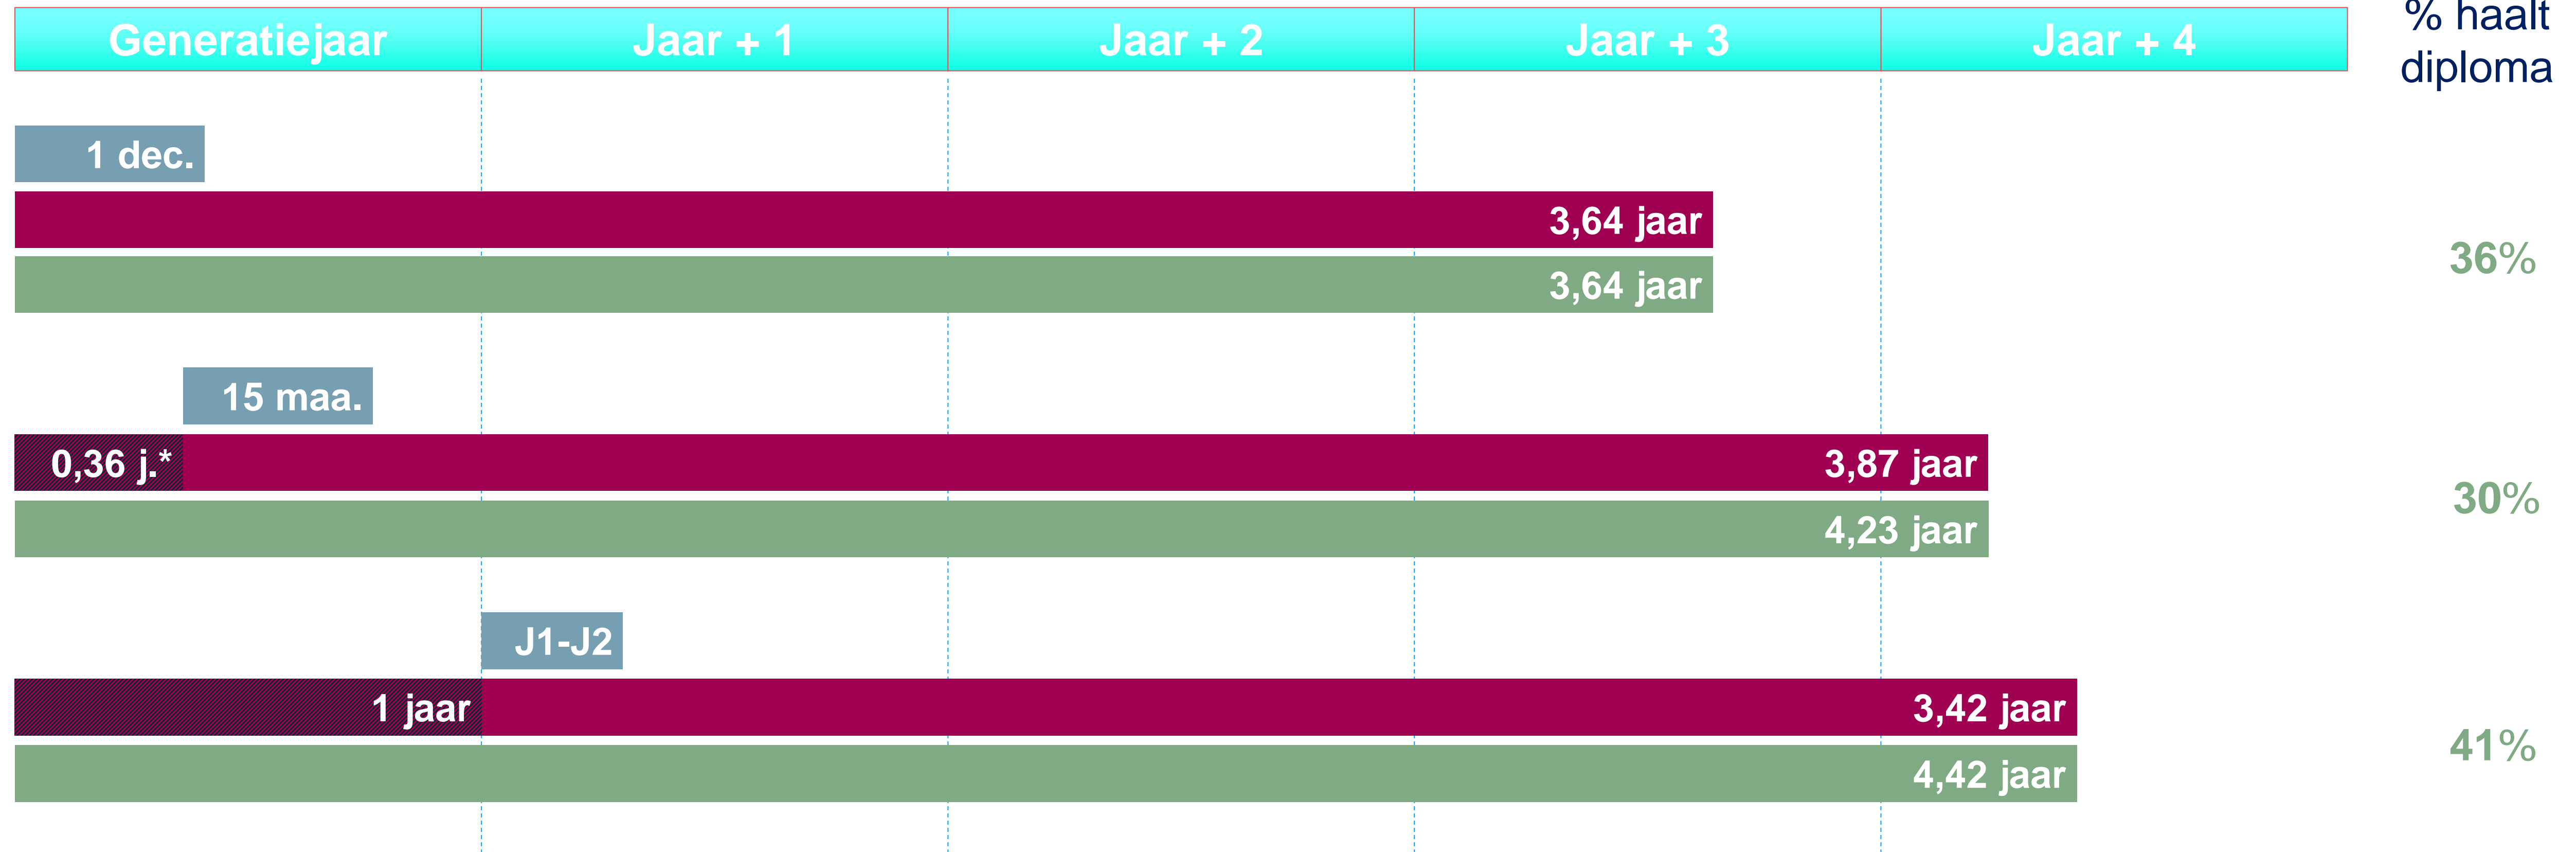 Generatiejaar Jaar + 1 Jaar + 2 Jaar + 3 Jaar + 4
% haalt
diploma
1 dec.
3,64 jaar
3,64 jaar
36%
15 maa.
0,36 j.* 3,87 jaar
4,23 jaar
30%
J1-J2
1 jaar 3,42 jaar
4,42 jaar
41%